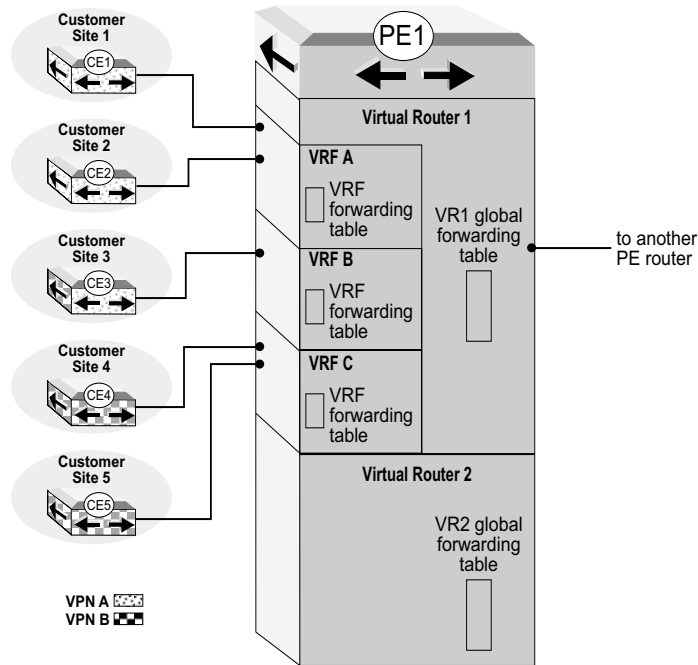 Customer
Site 1
CE1
Customer
Site 2
CE2
Customer
Site 3
CE3
Customer
Site 4
CE4
Customer
Site 5
CE5
VPN A
VPN B
PE1
Virtual Router 1
VRF A
VRF
forwarding
table
VRF B
VRF
forwarding
table
VRF C
VRF
forwarding
table
VR1 global
forwarding
table
to another
PE router
Virtual Router 2
VR2 global
forwarding
table